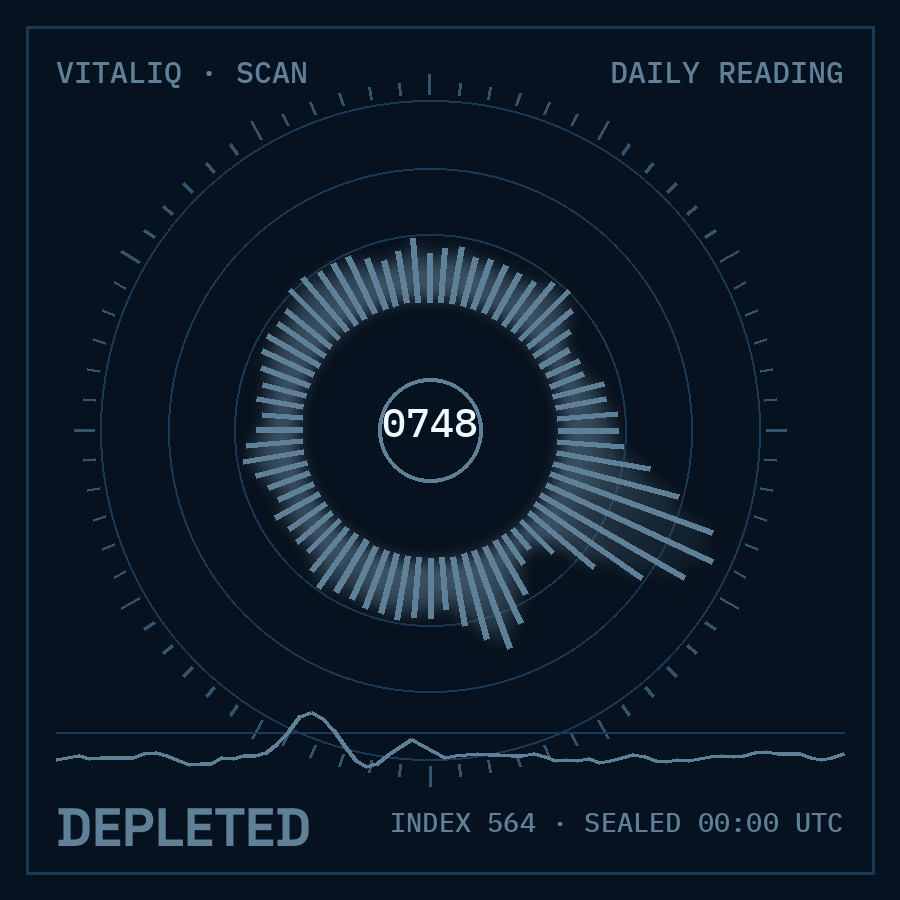 VITALIQ · SCAN
DAILY READING
0748
DEPLETED
INDEX 564 · SEALED 00:00 UTC